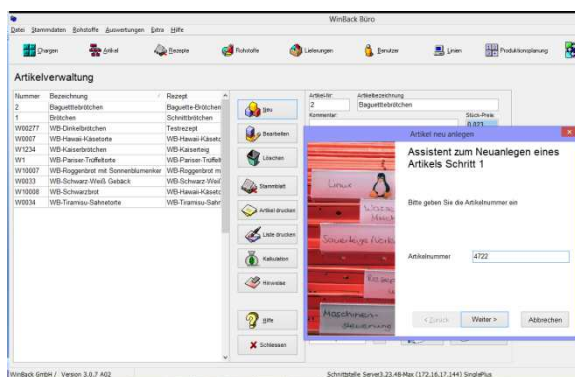 WinBack Büro
Datei Stammdaten Rohstoffe Auswertungen Extra Hilfe
Chargen Artikel Rezepte Rohstoffe Lieferungen Benutzer Linien Produktionsplanung
Artikelverwaltung
Nummer Bezeichnung Rezept
2 Baguettebrötchen Baguette-Brötchen
1 Brötchen Schnittbrötchen
W00277 WB-Dinkelbrötchen Testrezept
W0007 WB-Hawaii-Käsetorte WB-Hawaii-Käsetc
W1234 WB-Kaiserbrötchen WB-Kaiserteig
W1 WB-Pariser-Trüffeltorte WB-Pariser-Trüffelt
W10007 WB-Roggenbrot mit Sonnenblumenker WB-Roggenbrot m
W0033 WB-Schwarz-Weiß Gebäck WB-Schwarz-Weiß
W10008 WB-Schwarzbrot WB-Hawaii-Käsetc
W0034 WB-Tiramisu-Sahnetorte WB-Tiramisu-Sahn
Neu
Bearbeiten
Löschen
Stammblatt
Artikel drucken
Liste drucken
Kalkulation
Hinweise
Hilfe
Schliessen
Artikel-Nr: Artikelbezeichnung
2 Baguettebrötchen
Kommentar: Stück-Preis
0,023
Artikel neu anlegen
Assistent zum Neuanlegen eines
Artikels Schritt 1
Bitte geben Sie die Artikelnummer ein
Artikelnummer 4722
< Zurück Weiter > Abbrechen
Linux
Maschinen-
steuerung
WinBack GmbH / Version 3.0.7 A02 Schnittstelle Server3.23.48-Max (172.16.17.144) SinglePlus